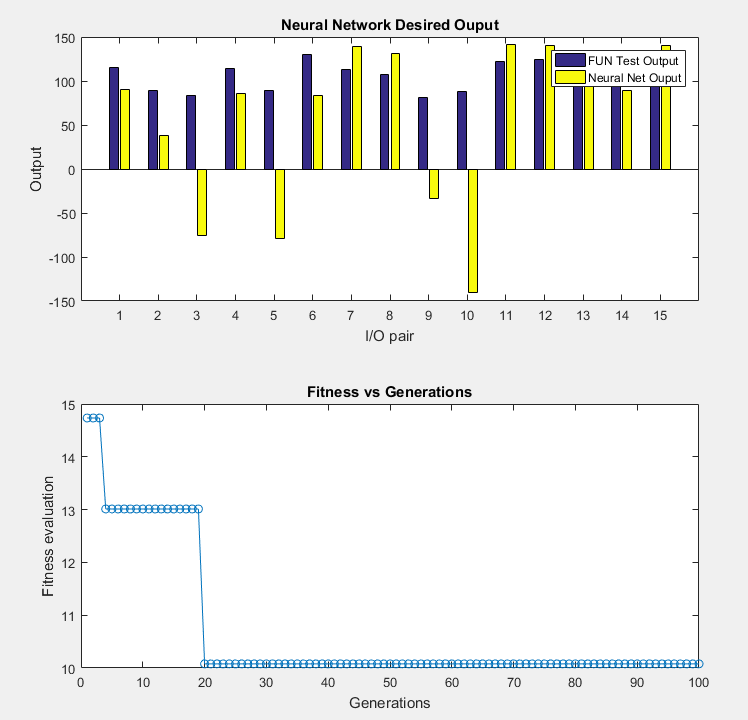 Neural Network Desired Ouput
150
100
50
0
-50
-100
-150
Output
FUN Test Output
Neural Net Ouput
1 2 3 4 5 6 7 8 9 10 11 12 13 14 15
I/O pair
Fitness vs Generations
15
14
13
12
11
10
Fitness evaluation
0 10 20 30 40 50 60 70 80 90 100
Generations